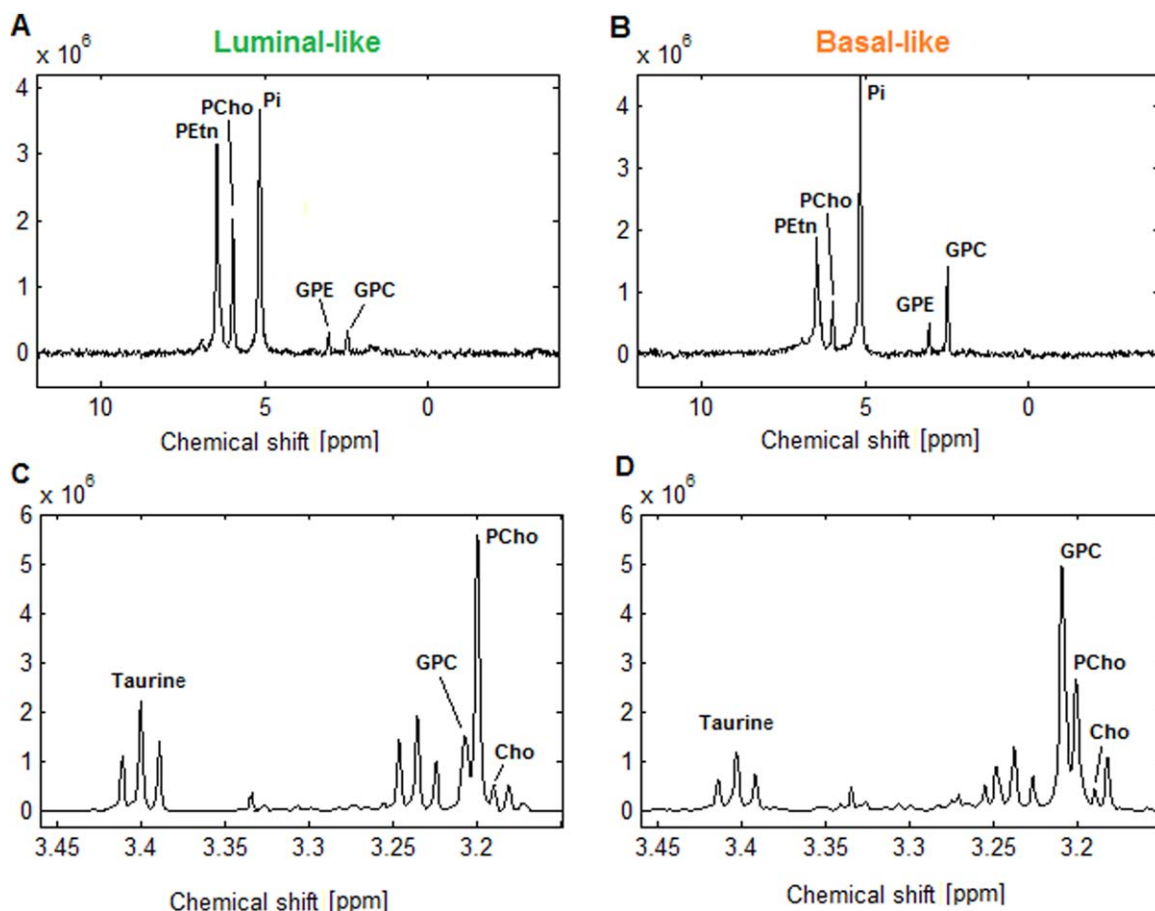 A
Luminal-like
x 10^6
4
3
2
1
0
PEtn
PCho
Pi
GPE
GPC
10 5 0
Chemical shift [ppm]
B
Basal-like
x 10^6
4
3
2
1
0
PEtn
PCho
Pi
GPE
GPC
10 5 0
Chemical shift [ppm]
C
x 10^6
6
5
4
3
2
1
0
Taurine
GPC
PCho
Cho
3.45 3.4 3.35 3.3 3.25 3.2
Chemical shift [ppm]
D
x 10^6
6
5
4
3
2
1
0
Taurine
GPC
PCho
Cho
3.45 3.4 3.35 3.3 3.25 3.2
Chemical shift [ppm]